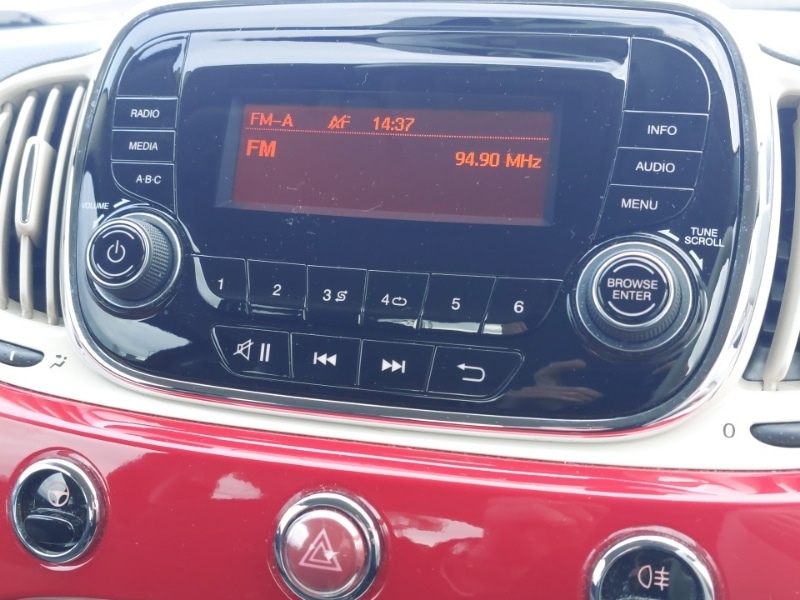 FM-A AF 14:37
FM 94.90 MHz
RADIO
MEDIA
A·B·C
VOLUME
INFO
AUDIO
MENU
TUNE
SCROLL
BROWSE
ENTER
1 2 3 4 5 6
0